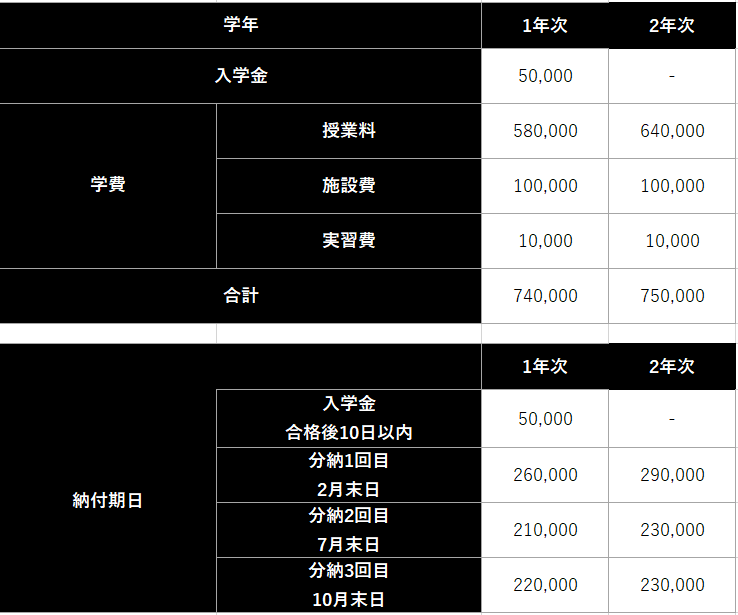 学年 1年次 2年次
入学金 50,000 -
学費 授業料 580,000 640,000
施設費 100,000 100,000
実習費 10,000 10,000
合計 740,000 750,000
1年次 2年次
納付期日
入学金
合格後10日以内
50,000 -
分納1回目
2月末日
260,000 290,000
分納2回目
7月末日
210,000 230,000
分納3回目
10月末日
220,000 230,000